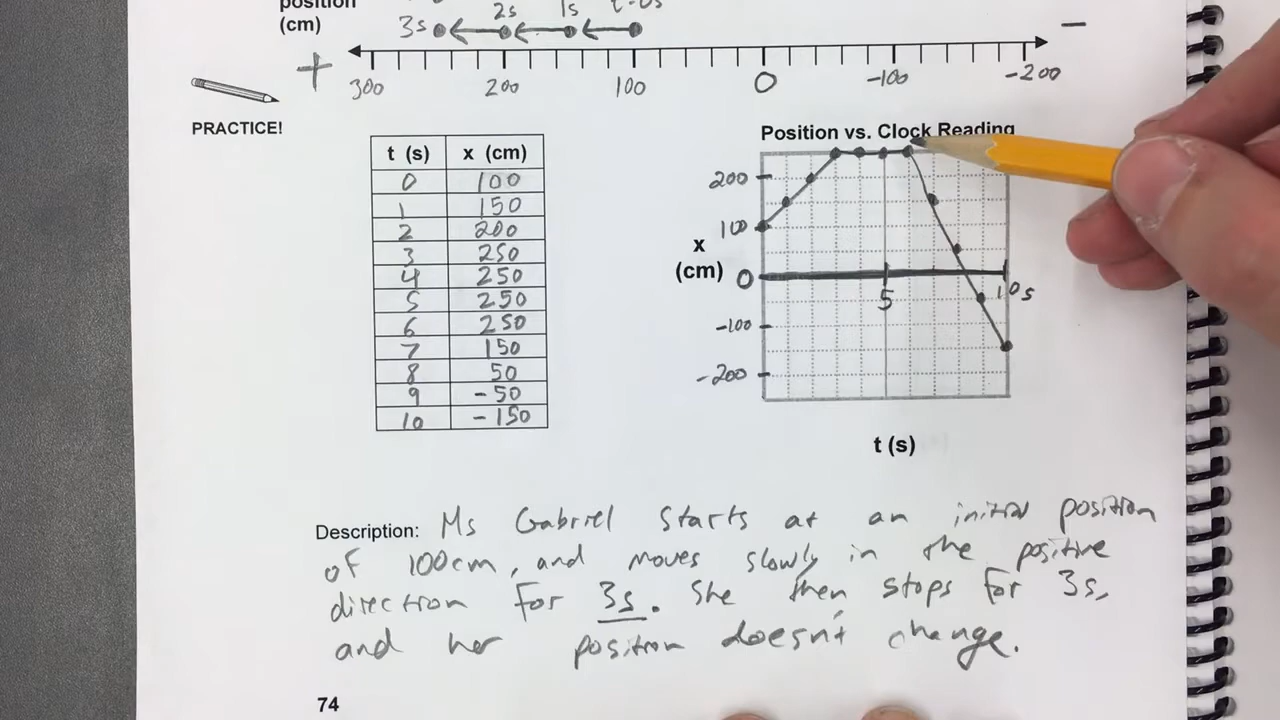 position
(cm)
3s 2s 1s t=0s
+ −
300 200 100 0 -100 -200
PRACTICE!
t (s) x (cm)
0 100
1 150
2 200
3 250
4 250
5 250
6 250
7 150
8 50
9 -50
10 -150
Position vs. Clock Reading
200
100
x
(cm) 0
5 10s
-100
-200
t (s)
Description: Ms Gabriel starts at an initial position
of 100cm, and moves slowly in the positive
direction for 3s. She then stops for 3s,
and her position doesn't change.
74